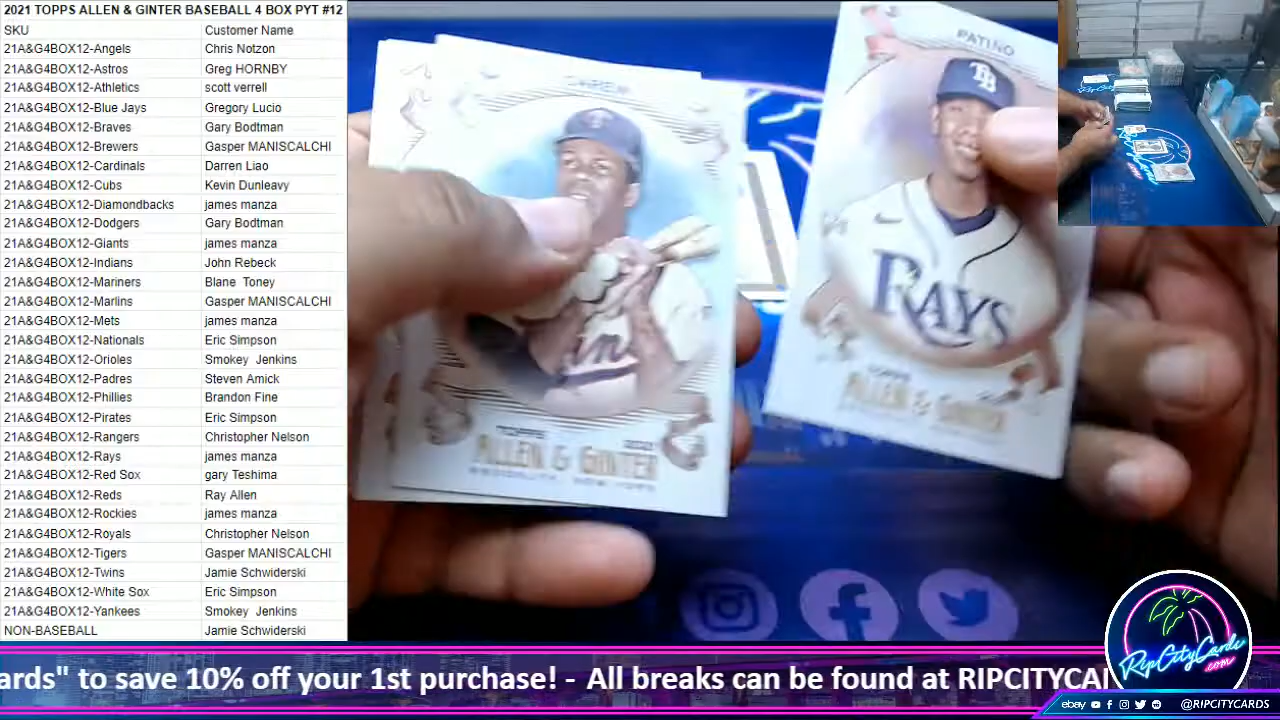 2021 TOPPS ALLEN & GINTER BASEBALL 4 BOX PYT #12
SKU Customer Name
21A&G4BOX12-Angels Chris Notzon
21A&G4BOX12-Astros Greg HORNBY
21A&G4BOX12-Athletics scott verrell
21A&G4BOX12-Blue Jays Gregory Lucio
21A&G4BOX12-Braves Gary Bodtman
21A&G4BOX12-Brewers Gasper MANISCALCHI
21A&G4BOX12-Cardinals Darren Liao
21A&G4BOX12-Cubs Kevin Dunleavy
21A&G4BOX12-Diamondbacks james manza
21A&G4BOX12-Dodgers Gary Bodtman
21A&G4BOX12-Giants james manza
21A&G4BOX12-Indians John Rebeck
21A&G4BOX12-Mariners Blane Toney
21A&G4BOX12-Marlins Gasper MANISCALCHI
21A&G4BOX12-Mets james manza
21A&G4BOX12-Nationals Eric Simpson
21A&G4BOX12-Orioles Smokey Jenkins
21A&G4BOX12-Padres Steven Amick
21A&G4BOX12-Phillies Brandon Fine
21A&G4BOX12-Pirates Eric Simpson
21A&G4BOX12-Rangers Christopher Nelson
21A&G4BOX12-Rays james manza
21A&G4BOX12-Red Sox gary Teshima
21A&G4BOX12-Reds Ray Allen
21A&G4BOX12-Rockies james manza
21A&G4BOX12-Royals Christopher Nelson
21A&G4BOX12-Tigers Gasper MANISCALCHI
21A&G4BOX12-Twins Jamie Schwiderski
21A&G4BOX12-White Sox Eric Simpson
21A&G4BOX12-Yankees Smokey Jenkins
NON-BASEBALL Jamie Schwiderski
CAREW
TOPPS 2021
ALLEN & GINTER
BROOKLYN NEW YORK
PATIÑO
TB
RAYS
TOPPS
ALLEN & GINTER
ards" to save 10% off your 1st purchase! - All breaks can be found at RIPCITYCA
RipCityCards
.com
ebay @RIPCITYCARDS